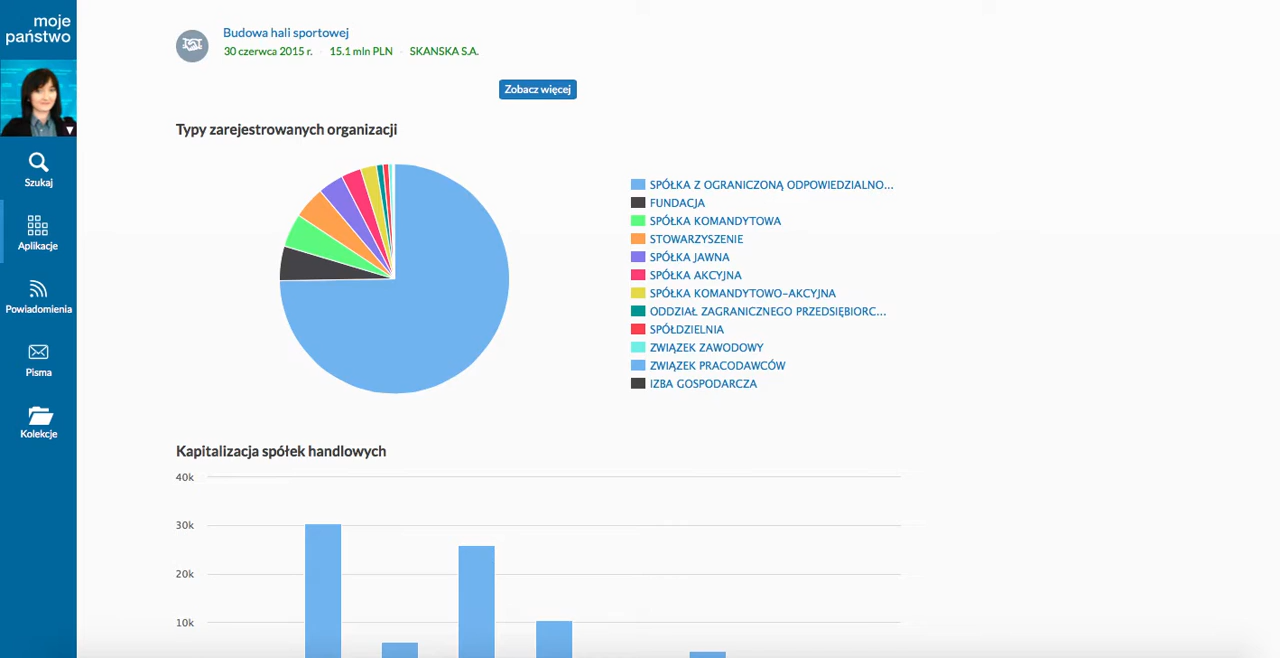 moje
państwo
Szukaj
Aplikacje
Powiadomienia
Pisma
Kolekcje
Budowa hali sportowej
30 czerwca 2015 r. · 15.1 mln PLN · SKANSKA S.A.
Zobacz więcej
Typy zarejestrowanych organizacji
SPÓŁKA Z OGRANICZONĄ ODPOWIEDZIALNO...
FUNDACJA
SPÓŁKA KOMANDYTOWA
STOWARZYSZENIE
SPÓŁKA JAWNA
SPÓŁKA AKCYJNA
SPÓŁKA KOMANDYTOWO-AKCYJNA
ODDZIAŁ ZAGRANICZNEGO PRZEDSIĘBIORC...
SPÓŁDZIELNIA
ZWIĄZEK ZAWODOWY
ZWIĄZEK PRACODAWCÓW
IZBA GOSPODARCZA
Kapitalizacja spółek handlowych
40k
30k
20k
10k